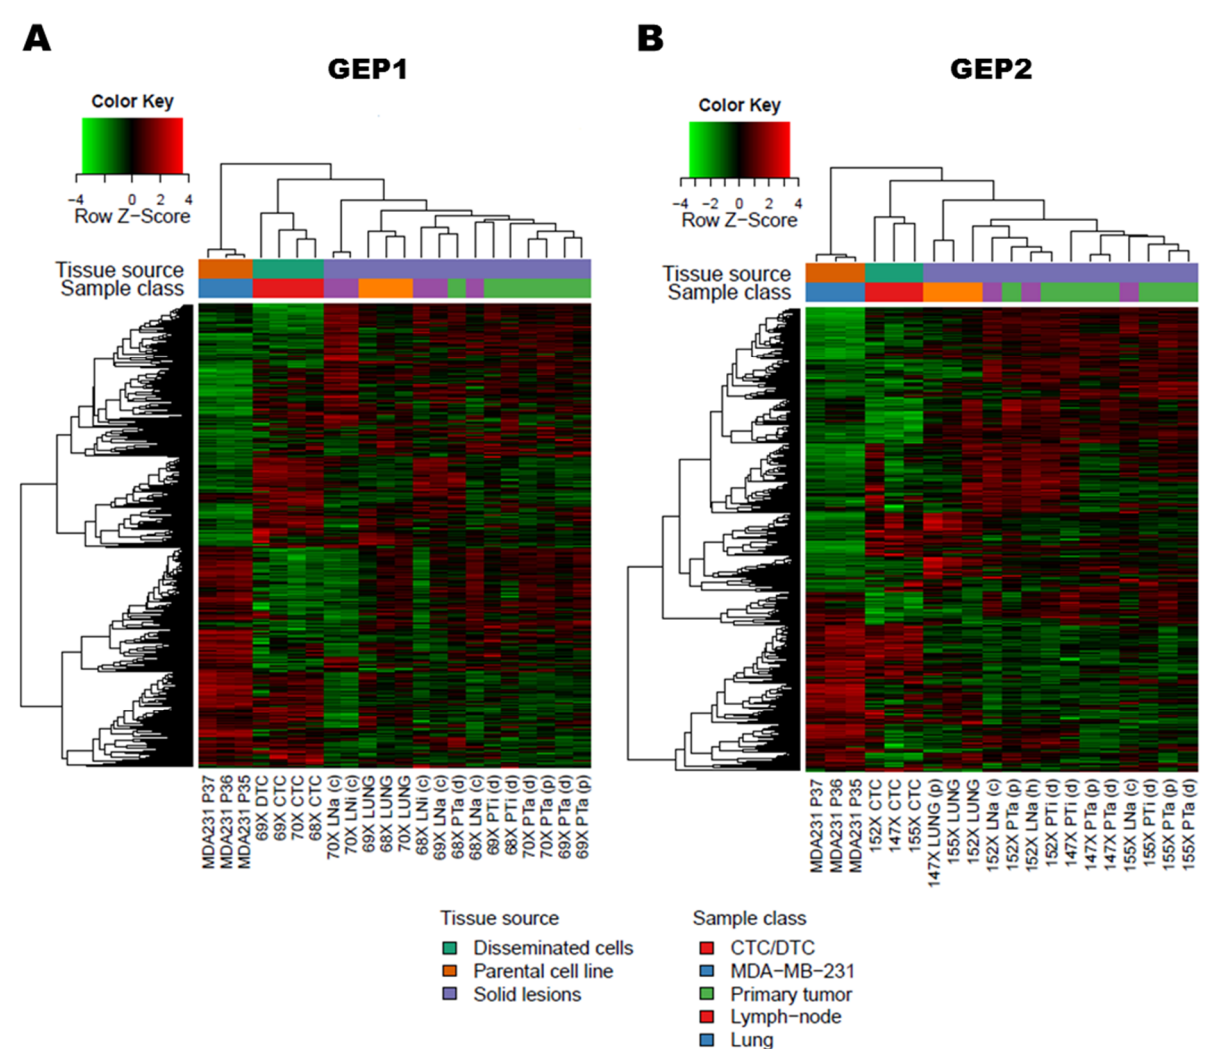 A
GEP1
Color Key
−4 −2 0 2 4
Row Z−Score
Tissue source
Sample class
MDA231 P37
MDA231 P36
MDA231 P35
69X DTC
69X CTC
70X CTC
68X CTC
70X LNa (c)
70X LNi (c)
69X LUNG
68X LUNG
70X LUNG
68X LNi (c)
69X LNa (c)
68X PTa (d)
68X LNa (c)
69X PTi (d)
68X PTi (d)
70X PTa (d)
70X PTa (p)
69X PTa (d)
69X PTa (p)
B
GEP2
Color Key
−4 −2 0 2 4
Row Z−Score
Tissue source
Sample class
MDA231 P37
MDA231 P36
MDA231 P35
152X CTC
147X CTC
155X CTC
147X LUNG (p)
155X LUNG
152X LUNG
152X LNa (c)
152X PTa (p)
152X LNa (h)
152X PTi (d)
147X PTi (d)
147X PTa (p)
147X PTa (d)
155X LNa (c)
155X PTi (d)
155X PTa (p)
155X PTa (d)
Tissue source
Disseminated cells
Parental cell line
Solid lesions
Sample class
CTC/DTC
MDA−MB−231
Primary tumor
Lymph−node
Lung